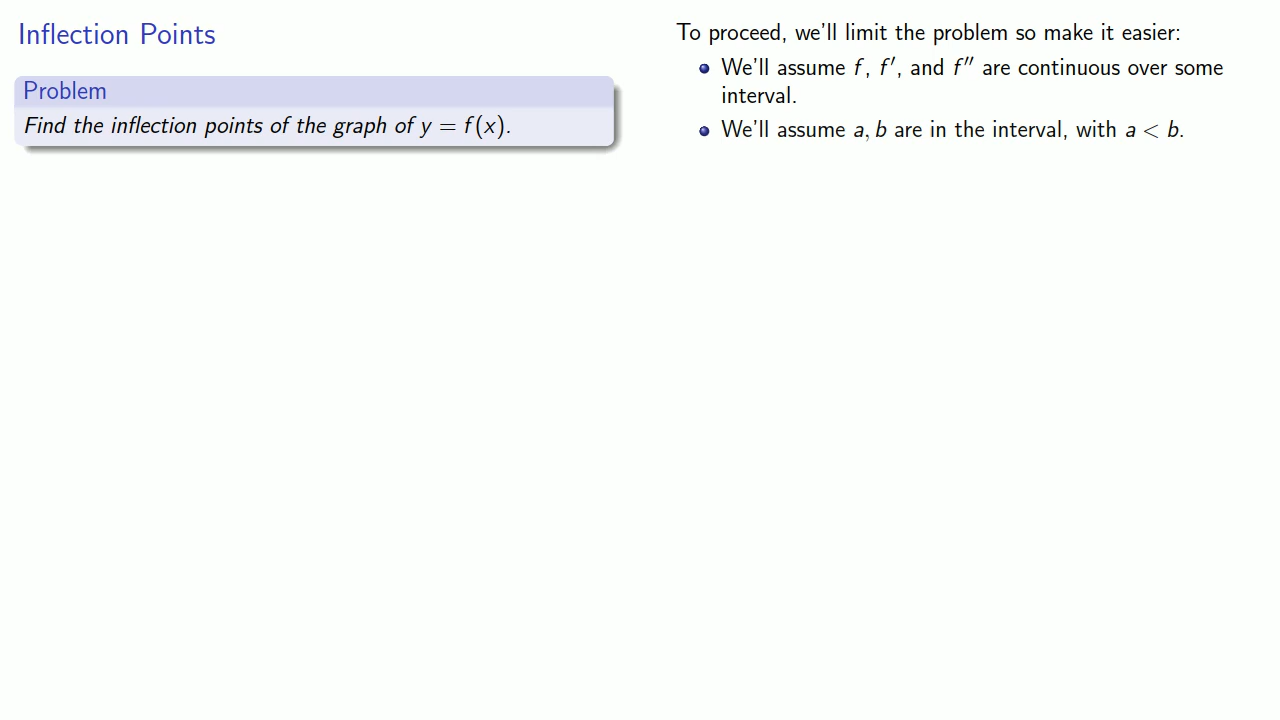 Inflection Points
Problem
Find the inflection points of the graph of y = f(x).
To proceed, we'll limit the problem so make it easier:
We'll assume f, f′, and f″ are continuous over some
interval.
We'll assume a, b are in the interval, with a < b.